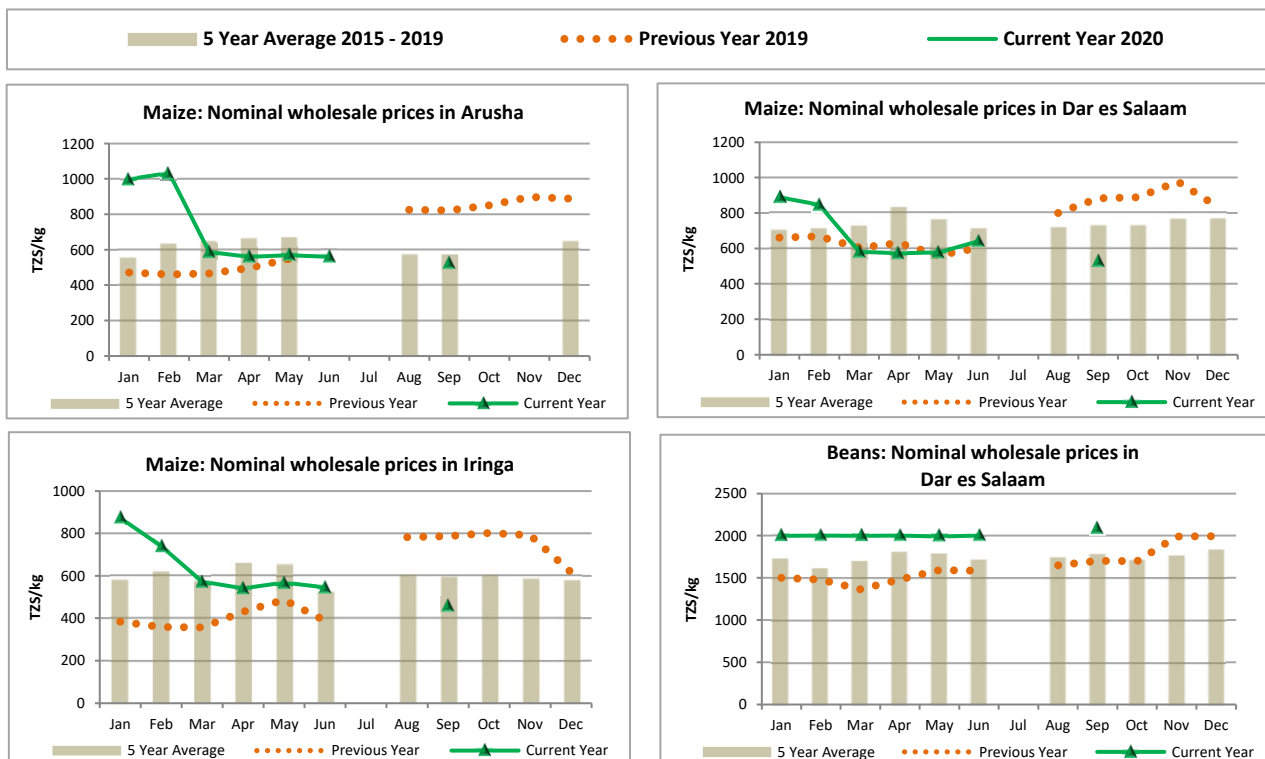 5 Year Average 2015 - 2019 Previous Year 2019 Current Year 2020
Maize: Nominal wholesale prices in Arusha
TZS/kg
1200
1000
800
600
400
200
0
Jan Feb Mar Apr May Jun Jul Aug Sep Oct Nov Dec
5 Year Average Previous Year Current Year
Maize: Nominal wholesale prices in Dar es Salaam
TZS/kg
1200
1000
800
600
400
200
0
Jan Feb Mar Apr May Jun Jul Aug Sep Oct Nov Dec
5 Year Average Previous Year Current Year
Maize: Nominal wholesale prices in Iringa
TZS/kg
1000
800
600
400
200
0
Jan Feb Mar Apr May Jun Jul Aug Sep Oct Nov Dec
5 Year Average Previous Year Current Year
Beans: Nominal wholesale prices in
Dar es Salaam
TZS/kg
2500
2000
1500
1000
500
0
Jan Feb Mar Apr May Jun Jul Aug Sep Oct Nov Dec
5 Year Average Previous Year Current Year